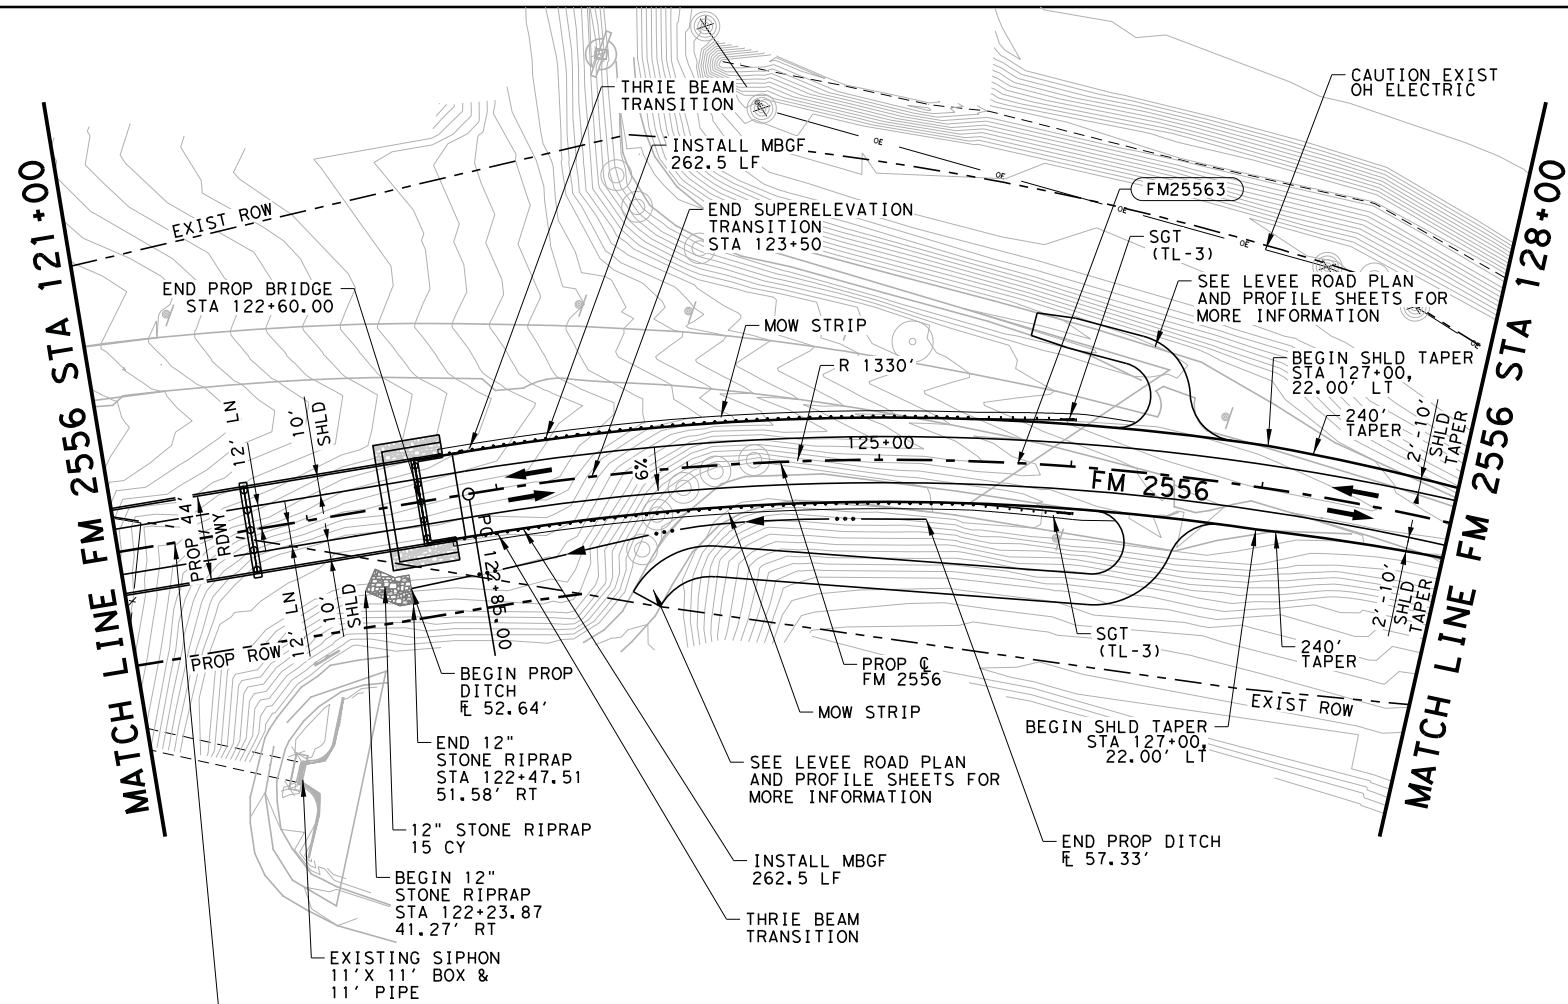 THRIE BEAM
TRANSITION
CAUTION EXIST
OH ELECTRIC
INSTALL MBGF
262.5 LF
OE
OE
OE
OE
OE
FM25563
EXIST ROW
END SUPERELEVATION
TRANSITION
STA 123+50
SGT
(TL-3)
SEE LEVEE ROAD PLAN
AND PROFILE SHEETS FOR
MORE INFORMATION
END PROP BRIDGE
STA 122+60.00
MOW STRIP
R 1330'
BEGIN SHLD TAPER
STA 127+00,
22.00' LT
240'
TAPER
2'-10'
SHLD
TAPER
MATCH LINE FM 2556 STA 121+00
MATCH LINE FM 2556 STA 128+00
12' LN
10'
SHLD
125+00
6%
FM 2556
PROP 44'
RDWY
12' LN
10'
SHLD
122+85.00
PROP ROW
2'-10'
SHLD
TAPER
SGT
(TL-3)
240'
TAPER
PROP ℄
FM 2556
EXIST ROW
BEGIN PROP
DITCH
FL 52.64'
MOW STRIP
BEGIN SHLD TAPER
STA 127+00,
22.00' LT
END 12"
STONE RIPRAP
STA 122+47.51
51.58' RT
SEE LEVEE ROAD PLAN
AND PROFILE SHEETS FOR
MORE INFORMATION
12" STONE RIPRAP
15 CY
END PROP DITCH
FL 57.33'
INSTALL MBGF
262.5 LF
BEGIN 12"
STONE RIPRAP
STA 122+23.87
41.27' RT
THRIE BEAM
TRANSITION
EXISTING SIPHON
11'X 11' BOX &
11' PIPE